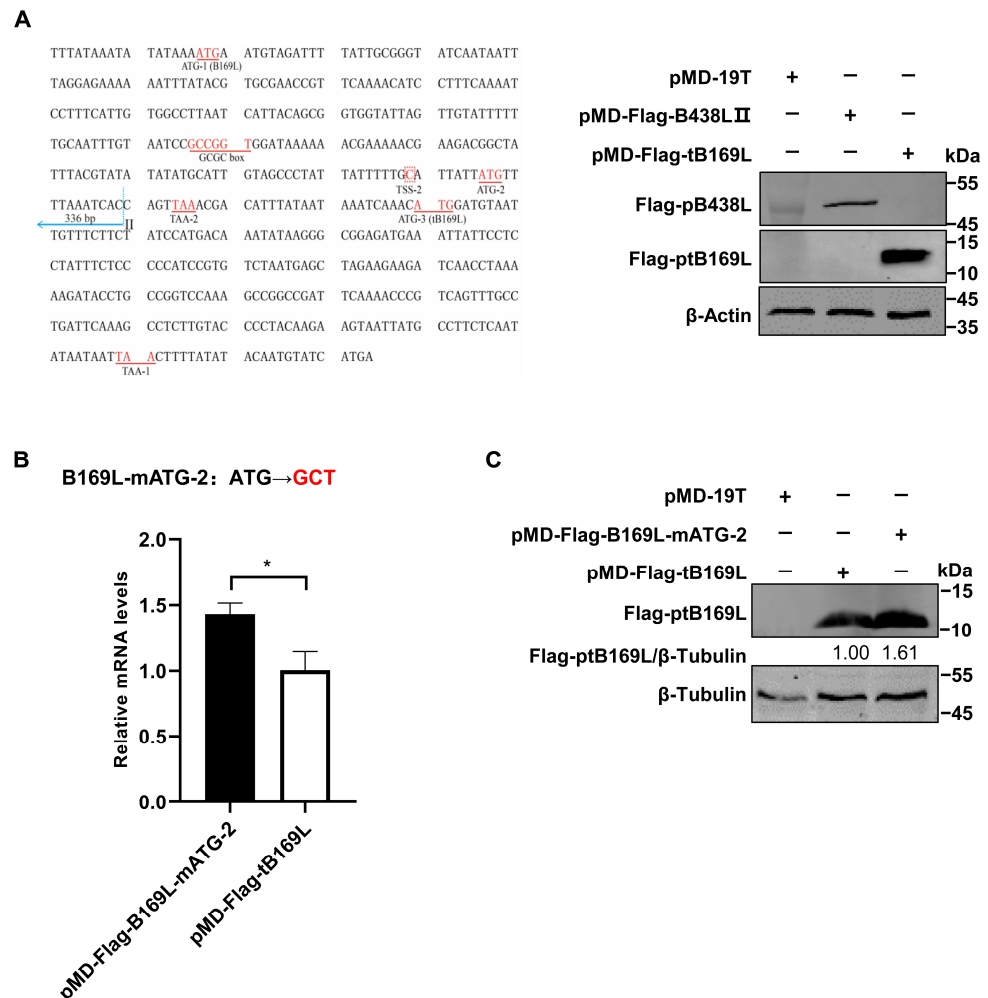 A
TTTATAAATA TATAAAATGA ATGTAGATTT TATTGCGGGT ATCAATAATT
ATG-1 (B169L)
TAGGAGAAAA AATTTATACG TGCGAACCGT TCAAAACATC CTTTCAAAAT
CCTTTCATTG TGGCCTTAAT CATTACAGCG GTGGTATTAG TTGTATTTTT
TGCAATTTGT AATCCGCCGG TGGATAAAAA ACGAAAAACG AAGACGGCTA
GCGC box
TTTACGTATA TATATGCATT GTAGCCCTAT TATTTTTGCA TTATTATGTT
TSS-2 ATG-2
TTAAATCACC AGTTAAACGA CATTTATAAT AAATCAAACA TGGATGTAAT
336 bp II TAA-2 ATG-3 (tB169L)
TGTTTCTTCT ATCCATGACA AATATAAGGG CGGAGATGAA ATTATTCCTC
CTATTTCTCC CCCATCCGTG TCTAATGAGC TAGAAGAAGA TCAACCTAAA
AAGATACCTG CCGGTCCAAA GCCGGCCGAT TCAAAACCCG TCAGTTTGCC
TGATTCAAAG CCTCTTGTAC CCCTACAAGA AGTAATTATG CCTTCTCAAT
ATAATAATTA ACTTTTATAT ACAATGTATC ATGA
TAA-1
pMD-19T + − −
pMD-Flag-B438LⅡ − + −
pMD-Flag-tB169L − − + kDa
Flag-pB438L −55
−45
Flag-ptB169L −15
−10
β-Actin −45
−35
B
B169L-mATG-2: ATG→GCT
Relative mRNA levels
2.0
1.5
1.0
0.5
0.0
*
pMD-Flag-B169L-mATG-2
pMD-Flag-tB169L
C
pMD-19T + − −
pMD-Flag-B169L-mATG-2 − − +
pMD-Flag-tB169L − + − kDa
Flag-ptB169L −15
−10
Flag-ptB169L/β-Tubulin 1.00 1.61
β-Tubulin −55
−45